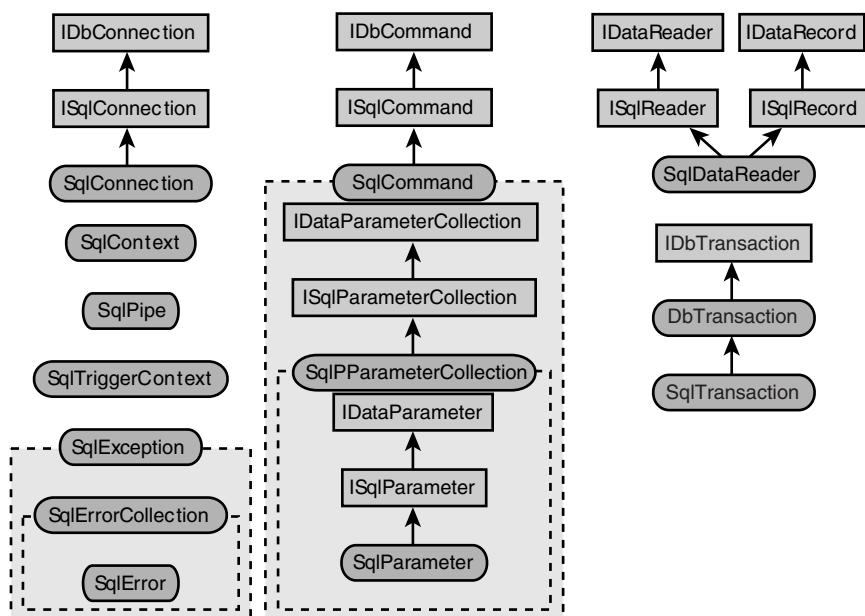 IDbConnection
ISqlConnection
SqlConnection
SqlContext
SqlPipe
SqlTriggerContext
SqlException
SqlErrorCollection
SqlError
IDbCommand
ISqlCommand
SqlCommand
IDataParameterCollection
ISqlParameterCollection
SqlPParameterCollection
IDataParameter
ISqlParameter
SqlParameter
IDataReader
IDataRecord
ISqlReader
ISqlRecord
SqlDataReader
IDbTransaction
DbTransaction
SqlTransaction